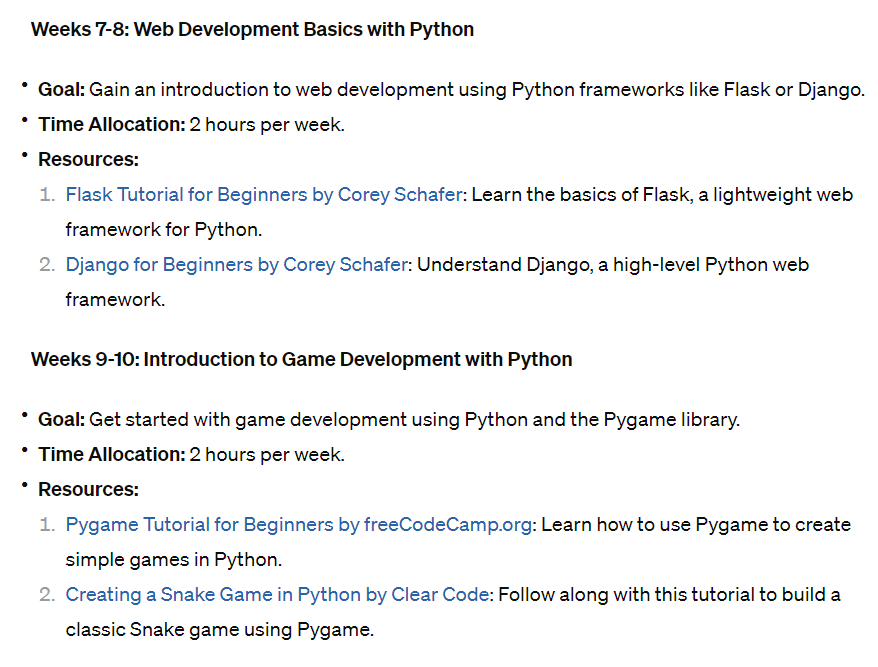 Weeks 7-8: Web Development Basics with Python
• Goal: Gain an introduction to web development using Python frameworks like Flask or Django.
• Time Allocation: 2 hours per week.
• Resources:
1. Flask Tutorial for Beginners by Corey Schafer: Learn the basics of Flask, a lightweight web
framework for Python.
2. Django for Beginners by Corey Schafer: Understand Django, a high-level Python web
framework.
Weeks 9-10: Introduction to Game Development with Python
• Goal: Get started with game development using Python and the Pygame library.
• Time Allocation: 2 hours per week.
• Resources:
1. Pygame Tutorial for Beginners by freeCodeCamp.org: Learn how to use Pygame to create
simple games in Python.
2. Creating a Snake Game in Python by Clear Code: Follow along with this tutorial to build a
classic Snake game using Pygame.